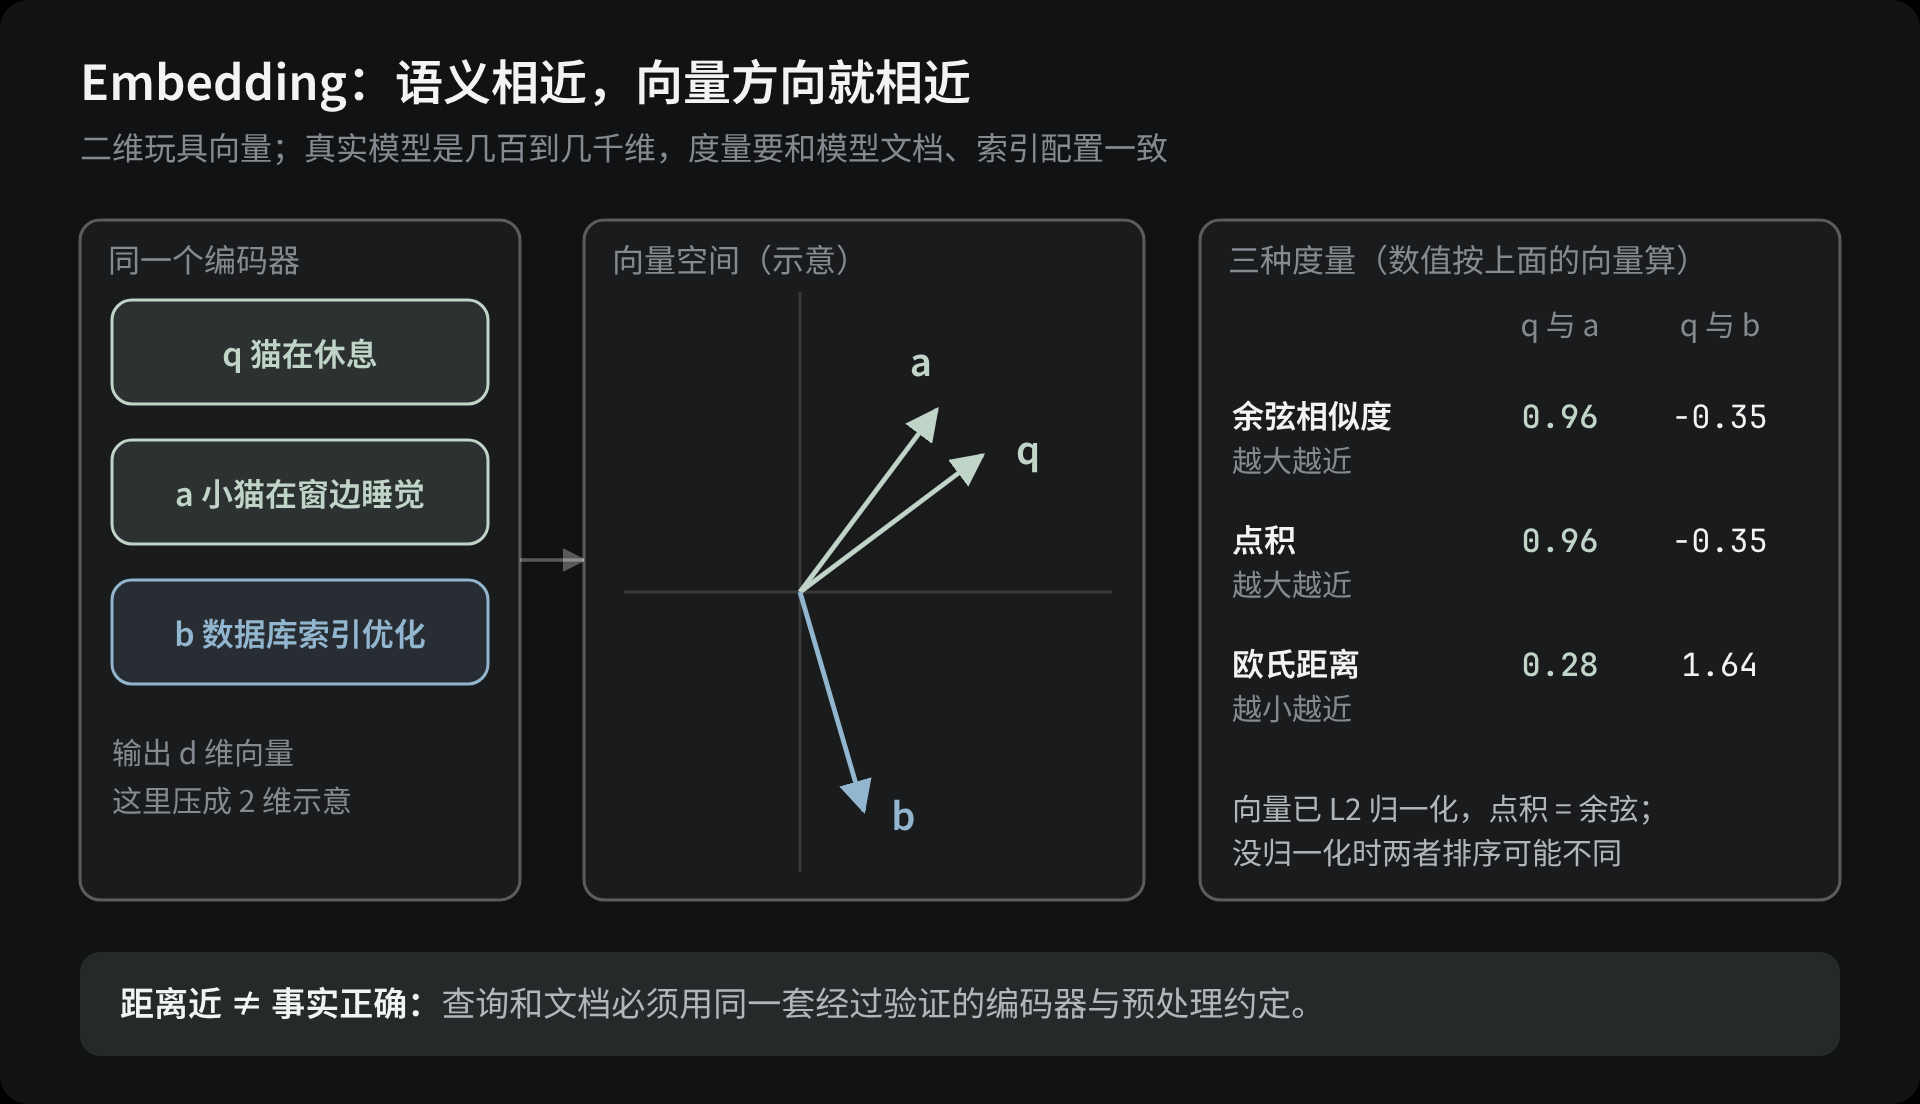 Embedding：语义相近，向量方向就相近
二维玩具向量；真实模型是几百到几千维，度量要和模型文档、索引配置一致
同一个编码器
q 猫在休息
a 小猫在窗边睡觉
b 数据库索引优化
输出 d 维向量
这里压成 2 维示意
向量空间（示意）
a
q
b
三种度量（数值按上面的向量算）
q 与 a q 与 b
余弦相似度 0.96 -0.35
越大越近
点积 0.96 -0.35
越大越近
欧氏距离 0.28 1.64
越小越近
向量已 L2 归一化，点积 = 余弦；
没归一化时两者排序可能不同
距离近 ≠ 事实正确：查询和文档必须用同一套经过验证的编码器与预处理约定。